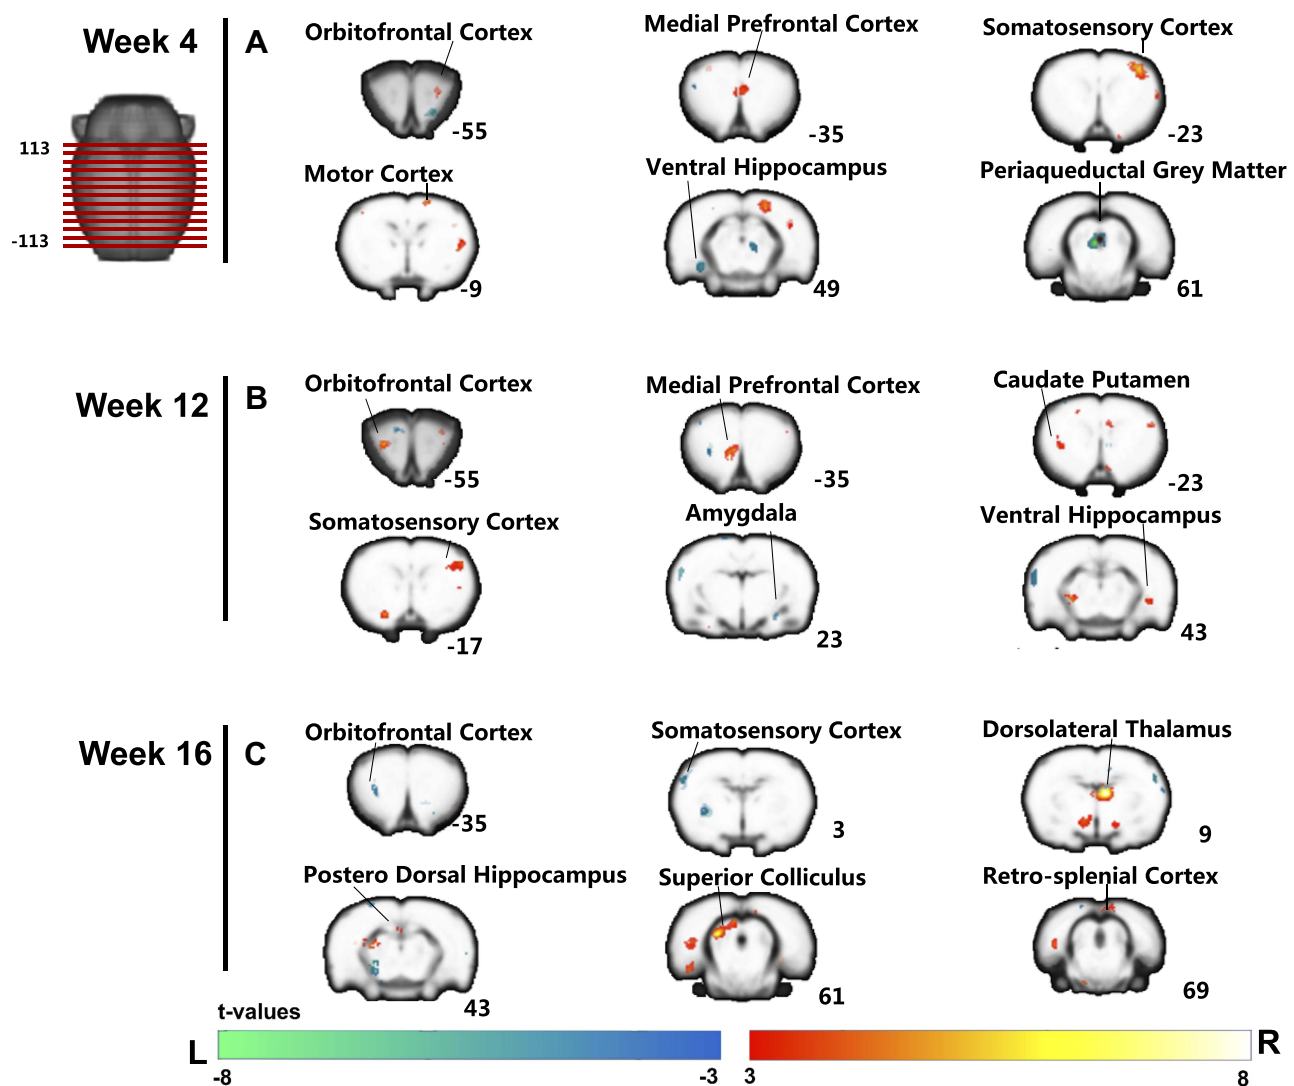 Week 4
A
Orbitofrontal Cortex
Medial Prefrontal Cortex
Somatosensory Cortex
-55
-35
-23
113
-113
Motor Cortex
Ventral Hippocampus
Periaqueductal Grey Matter
-9
49
61
Week 12
B
Orbitofrontal Cortex
Medial Prefrontal Cortex
Caudate Putamen
-55
-35
-23
Somatosensory Cortex
Amygdala
Ventral Hippocampus
-17
23
43
Week 16
C
Orbitofrontal Cortex
Somatosensory Cortex
Dorsolateral Thalamus
-35
3
9
Postero Dorsal Hippocampus
Superior Colliculus
Retro-splenial Cortex
43
61
69
t-values
L
R
-8
-3
3
8